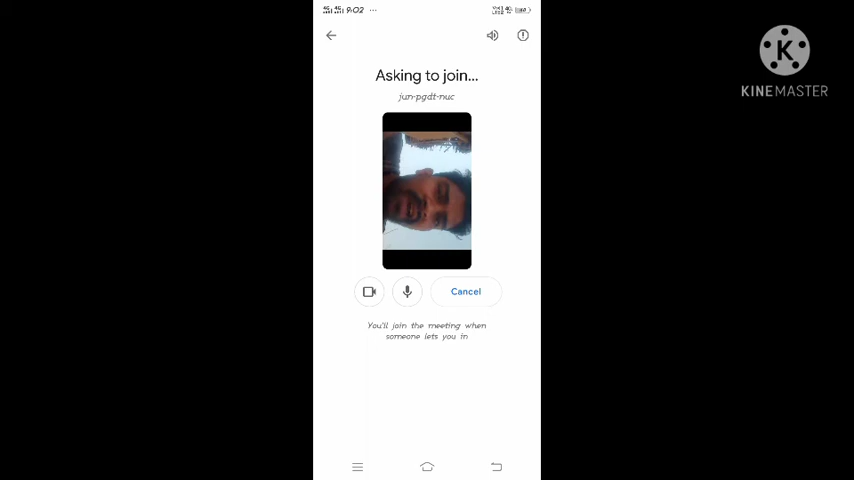 9:02 ...
K
KINEMASTER
Asking to join...
jun-pgdt-nuc
Cancel
You'll join the meeting when
someone lets you in